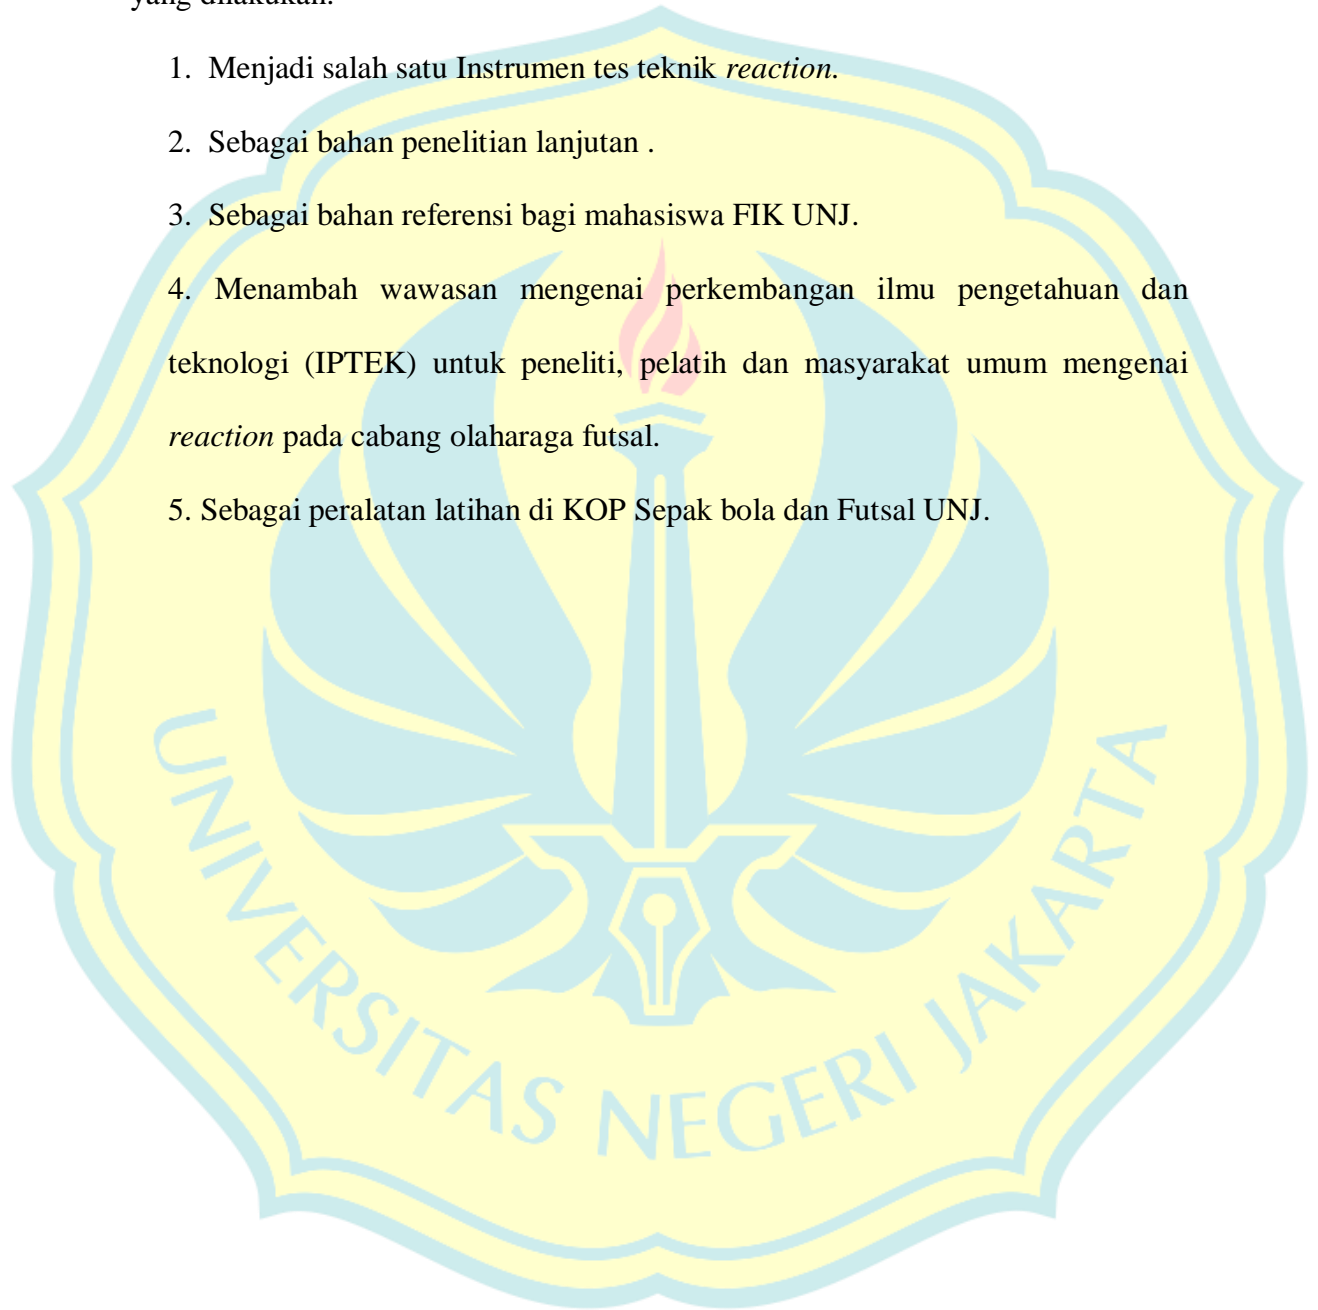 yang dilakukan.
1. Menjadi salah satu Instrumen tes teknik reaction.
2. Sebagai bahan penelitian lanjutan .
3. Sebagai bahan referensi bagi mahasiswa FIK UNJ.
4. Menambah wawasan mengenai perkembangan ilmu pengetahuan dan
teknologi (IPTEK) untuk peneliti, pelatih dan masyarakat umum mengenai
reaction pada cabang olaharaga futsal.
5. Sebagai peralatan latihan di KOP Sepak bola dan Futsal UNJ.
UNIVERSITAS NEGERI JAKARTA